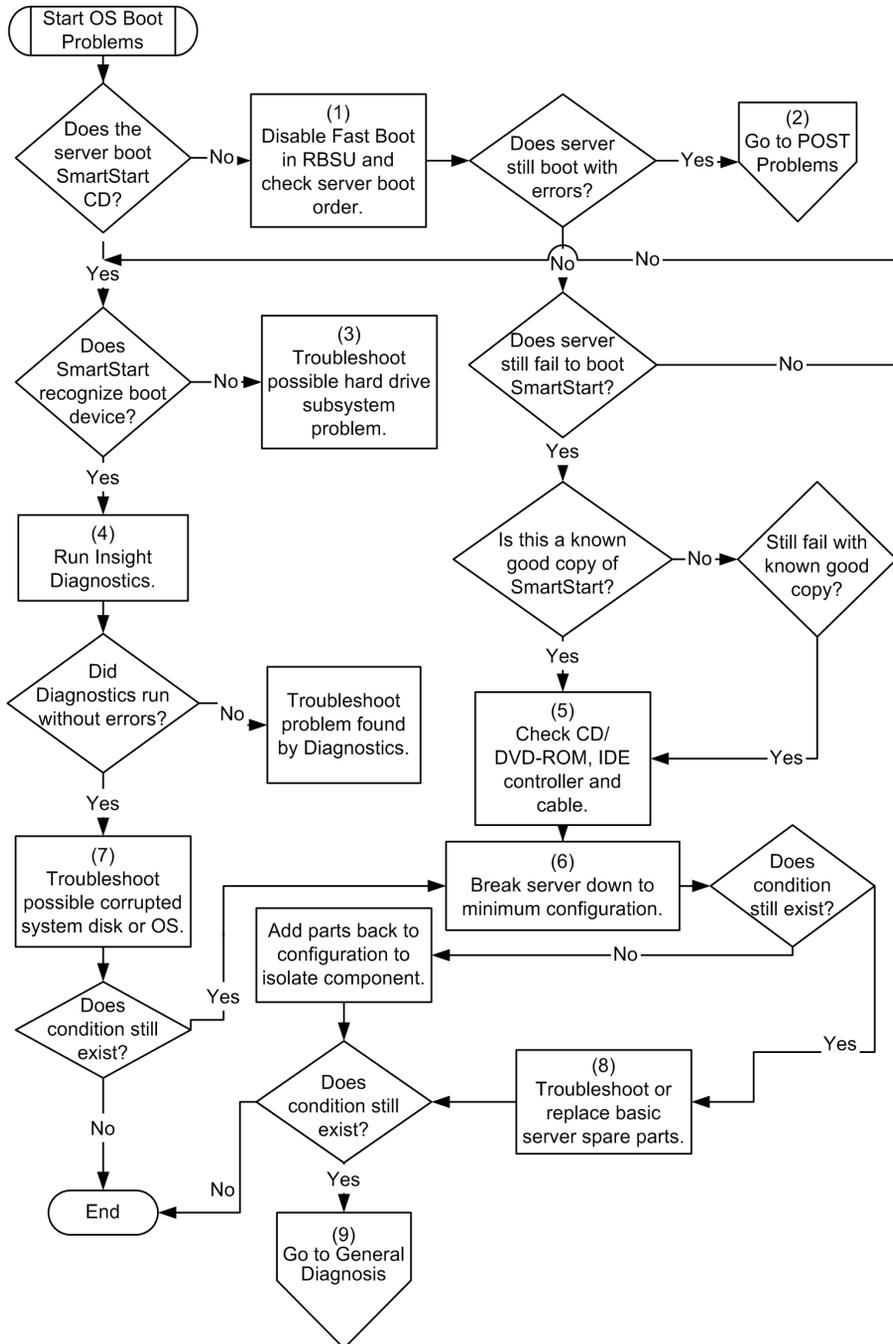 Start OS Boot
Problems
Does the
server boot
SmartStart
CD?
No
(1)
Disable Fast Boot
in RBSU and
check server boot
order.
Does server
still boot with
errors?
Yes
(2)
Go to POST
Problems
Yes
No
No
Does
SmartStart
recognize boot
device?
No
(3)
Troubleshoot
possible hard drive
subsystem
problem.
Does server
still fail to boot
SmartStart?
No
Yes
Yes
(4)
Run Insight
Diagnostics.
Is this a known
good copy of
SmartStart?
No
Still fail with
known good
copy?
Yes
Did
Diagnostics run
without errors?
No
Troubleshoot
problem found
by Diagnostics.
(5)
Check CD/
DVD-ROM, IDE
controller and
cable.
Yes
Yes
(7)
Troubleshoot
possible corrupted
system disk or OS.
(6)
Break server down to
minimum configuration.
Does
condition
still exist?
Add parts back to
configuration to
isolate component.
No
Yes
Does
condition still
exist?
Yes
Does
condition still
exist?
(8)
Troubleshoot or
replace basic
server spare parts.
No
No
Yes
End
(9)
Go to General
Diagnosis